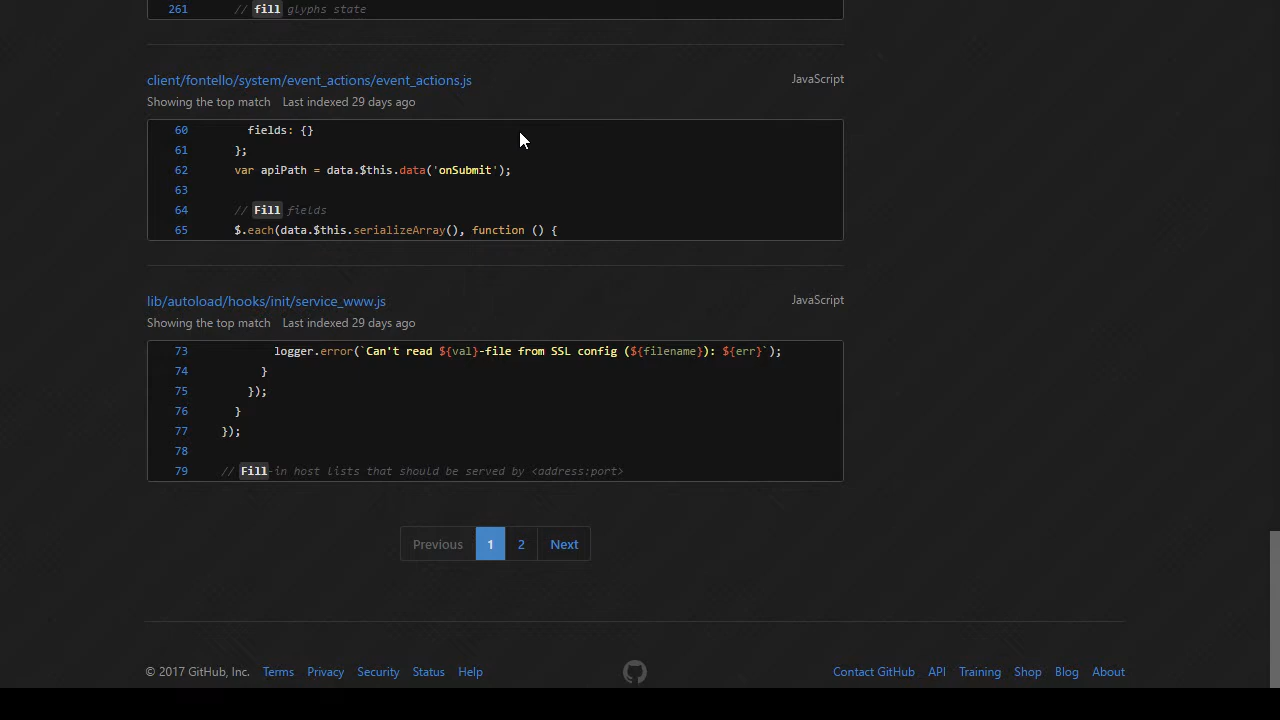 261 // fill glyphs state
client/fontello/system/event_actions/event_actions.js JavaScript
Showing the top match Last indexed 29 days ago
60 fields: {}
61 };
62 var apiPath = data.$this.data('onSubmit');
63
64 // Fill fields
65 $.each(data.$this.serializeArray(), function () {
lib/autoload/hooks/init/service_www.js JavaScript
Showing the top match Last indexed 29 days ago
73 logger.error(`Can't read ${val}-file from SSL config (${filename}): ${err}`);
74 }
75 });
76 }
77 });
78
79 // Fill-in host lists that should be served by <address:port>
Previous 1 2 Next
© 2017 GitHub, Inc. Terms Privacy Security Status Help Contact GitHub API Training Shop Blog About